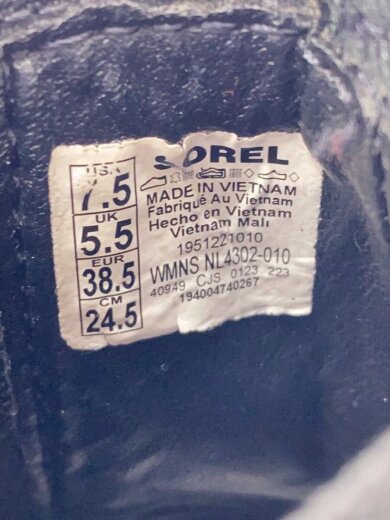 USA
7.5
UK
5.5
EUR
38.5
CM
24.5
SOREL
MADE IN VIETNAM
Fabriqué Au Vietnam
Hecho en Vietnam
Vietnam Malı
1951221010
WMNS NL4302-010
40949 CJS 0123 223
194004740267